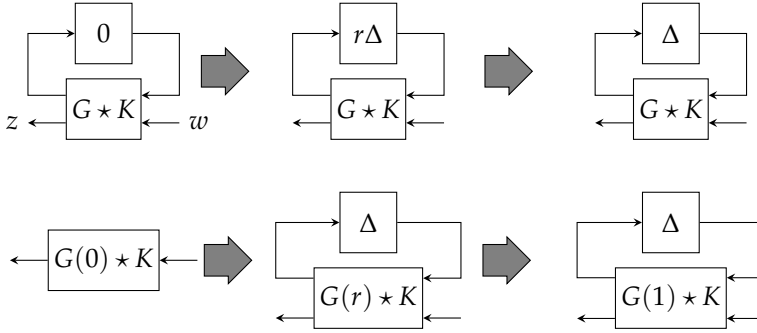 0 rΔ Δ
G ⋆ K G ⋆ K G ⋆ K
z w
Δ Δ
G(0) ⋆ K G(r) ⋆ K G(1) ⋆ K